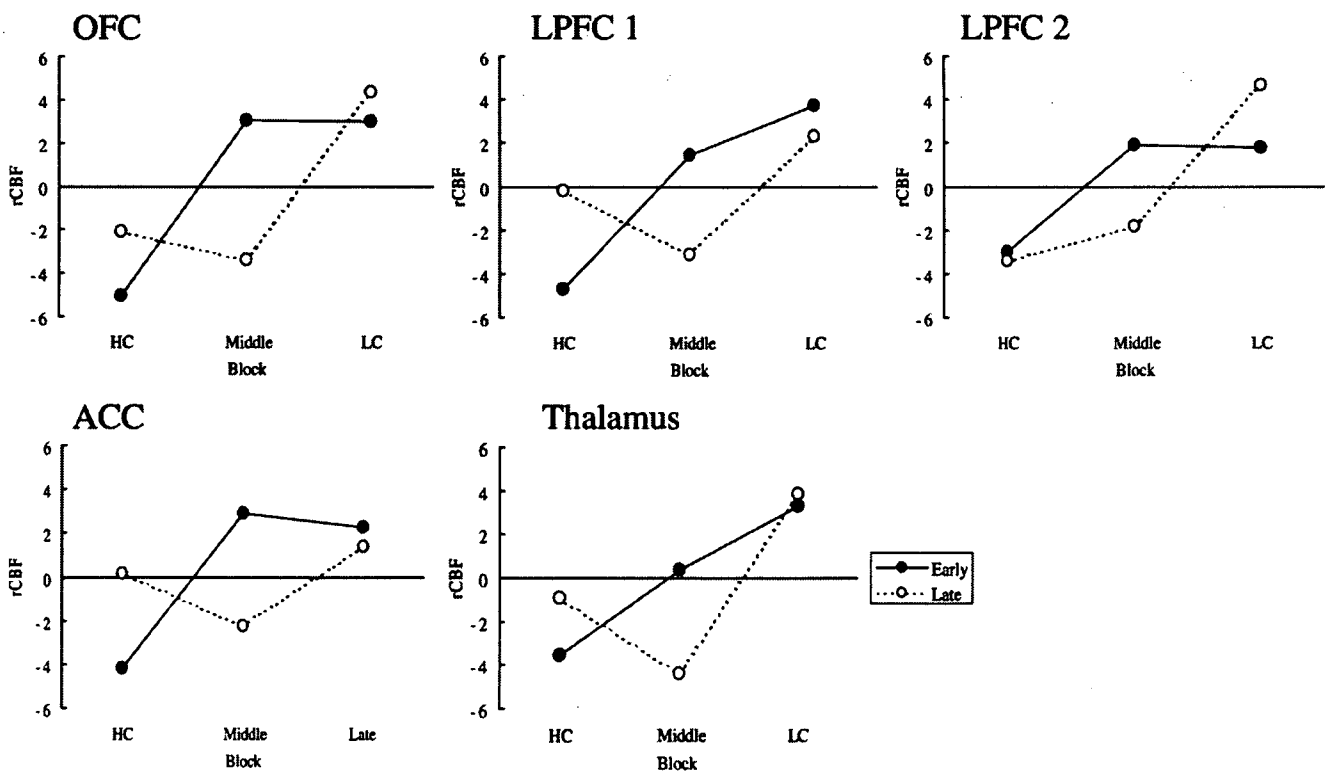 OFC
6
4
2
0
-2
-4
-6
rCBF
HC Middle LC
Block
LPFC 1
6
4
2
0
-2
-4
-6
rCBF
HC Middle LC
Block
LPFC 2
6
4
2
0
-2
-4
-6
rCBF
HC Middle LC
Block
ACC
6
4
2
0
-2
-4
-6
rCBF
HC Middle Late
Block
Thalamus
6
4
2
0
-2
-4
-6
rCBF
HC Middle LC
Block
Early
Late